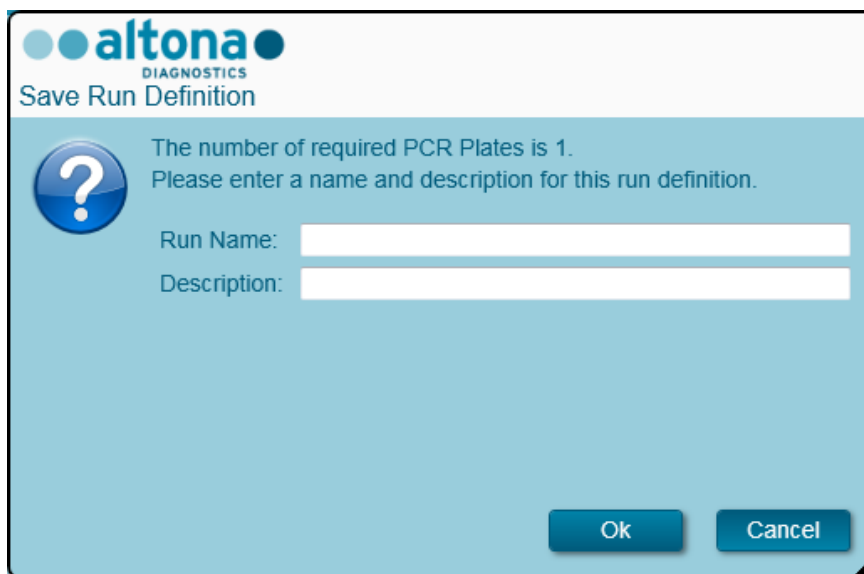 altona
DIAGNOSTICS
Save Run Definition
The number of required PCR Plates is 1.
Please enter a name and description for this run definition.
Run Name:
Description:
Ok Cancel